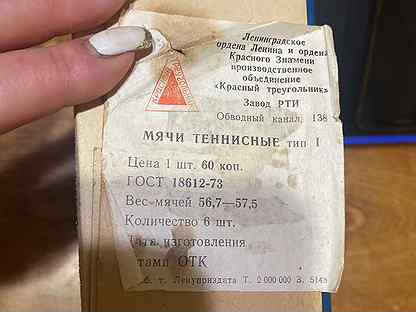 Ленинградское
ордена Ленина и ордена
Красного Знамени
производственное
объединение
«Красный треугольник»
Завод РТИ
Обводный канал, 138
МЯЧИ ТЕННИСНЫЕ тип I
Цена 1 шт. 60 коп.
ГОСТ 18612-73
Вес мячей 56,7—57,5
Количество 6 шт.
Дата изготовления
тамп ОТК
т. Ленуприздата Т. 2 000 000 З.